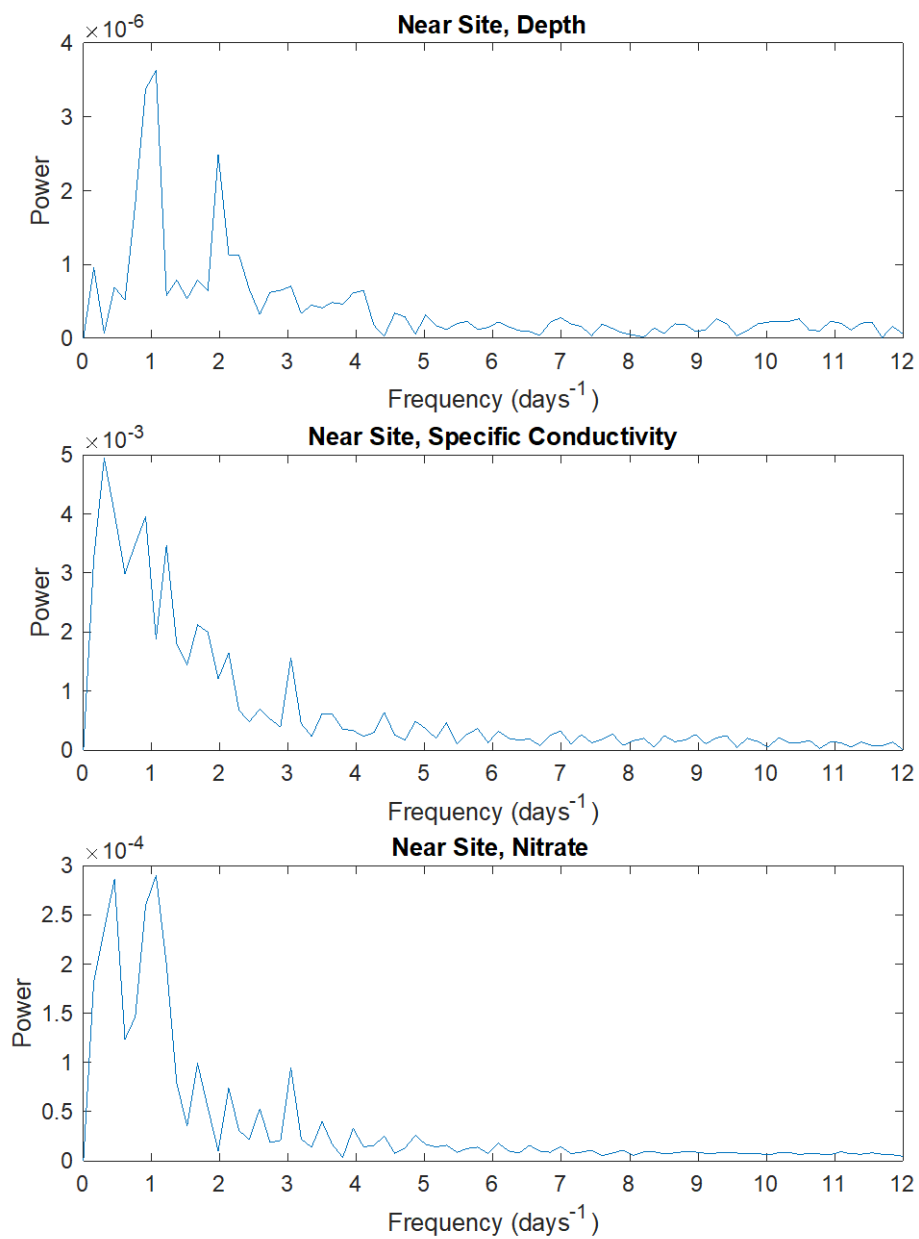 Near Site, Depth
×10-6
4
3
2
1
0
Power
0 1 2 3 4 5 6 7 8 9 10 11 12
Frequency (days-1)
Near Site, Specific Conductivity
×10-3
5
4
3
2
1
0
Power
0 1 2 3 4 5 6 7 8 9 10 11 12
Frequency (days-1)
Near Site, Nitrate
×10-4
3
2.5
2
1.5
1
0.5
0
Power
0 1 2 3 4 5 6 7 8 9 10 11 12
Frequency (days-1)